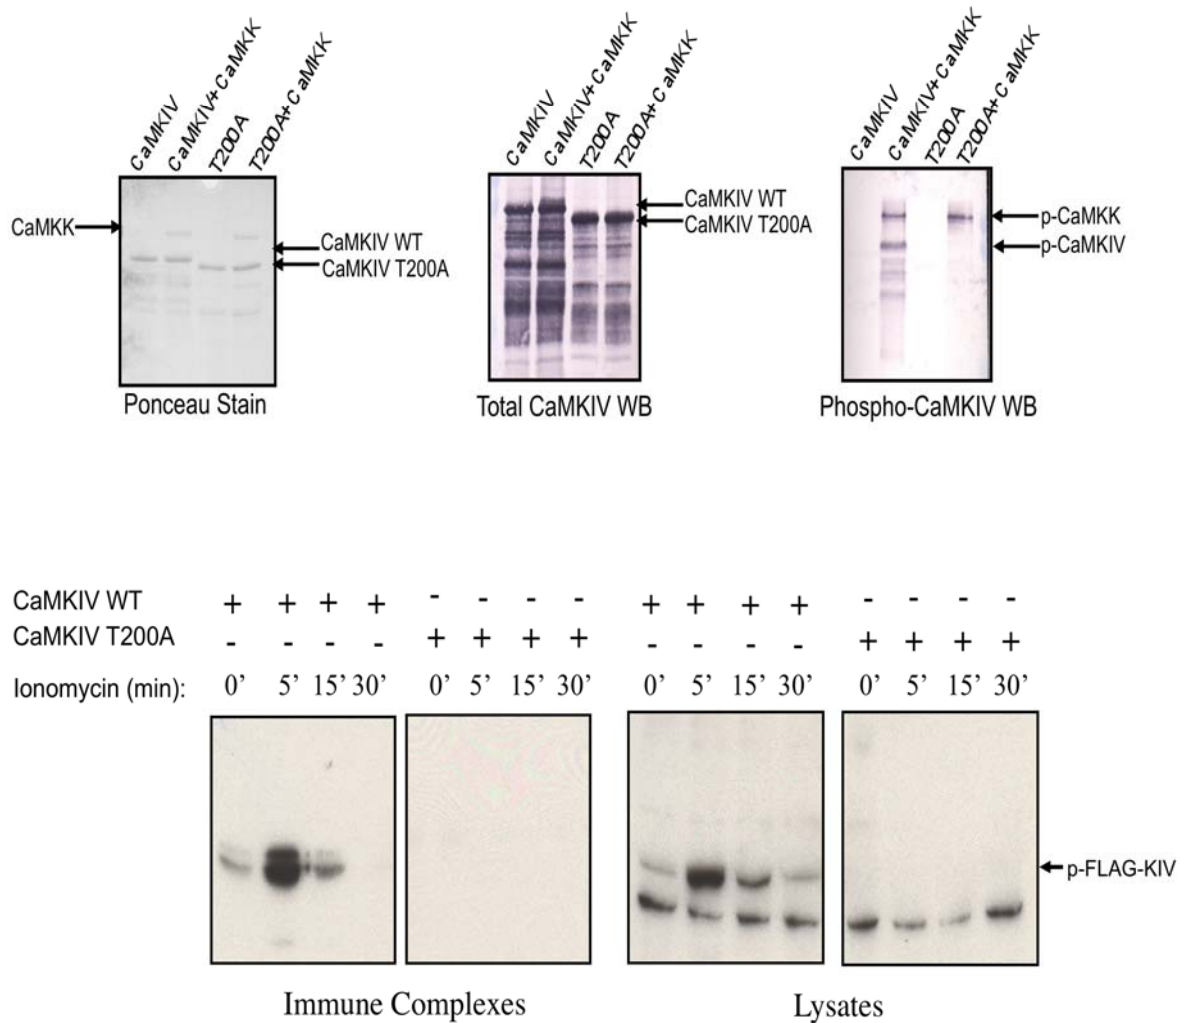 CaMKIV
CaMKIV+CaMKK
T200A
T200A+CaMKK
CaMKIV
CaMKIV+CaMKK
T200A
T200A+CaMKK
CaMKIV
CaMKIV+CaMKK
T200A
T200A+CaMKK
CaMKK
CaMKIV WT
CaMKIV T200A
CaMKIV WT
CaMKIV T200A
p-CaMKK
p-CaMKIV
Ponceau Stain
Total CaMKIV WB
Phospho-CaMKIV WB
CaMKIV WT + + + + - - - - + + + + - - - -
CaMKIV T200A - - - - + + + + - - - - + + + +
Ionomycin (min): 0’ 5’ 15’ 30’ 0’ 5’ 15’ 30’ 0’ 5’ 15’ 30’ 0’ 5’ 15’ 30’
p-FLAG-KIV
Immune Complexes
Lysates